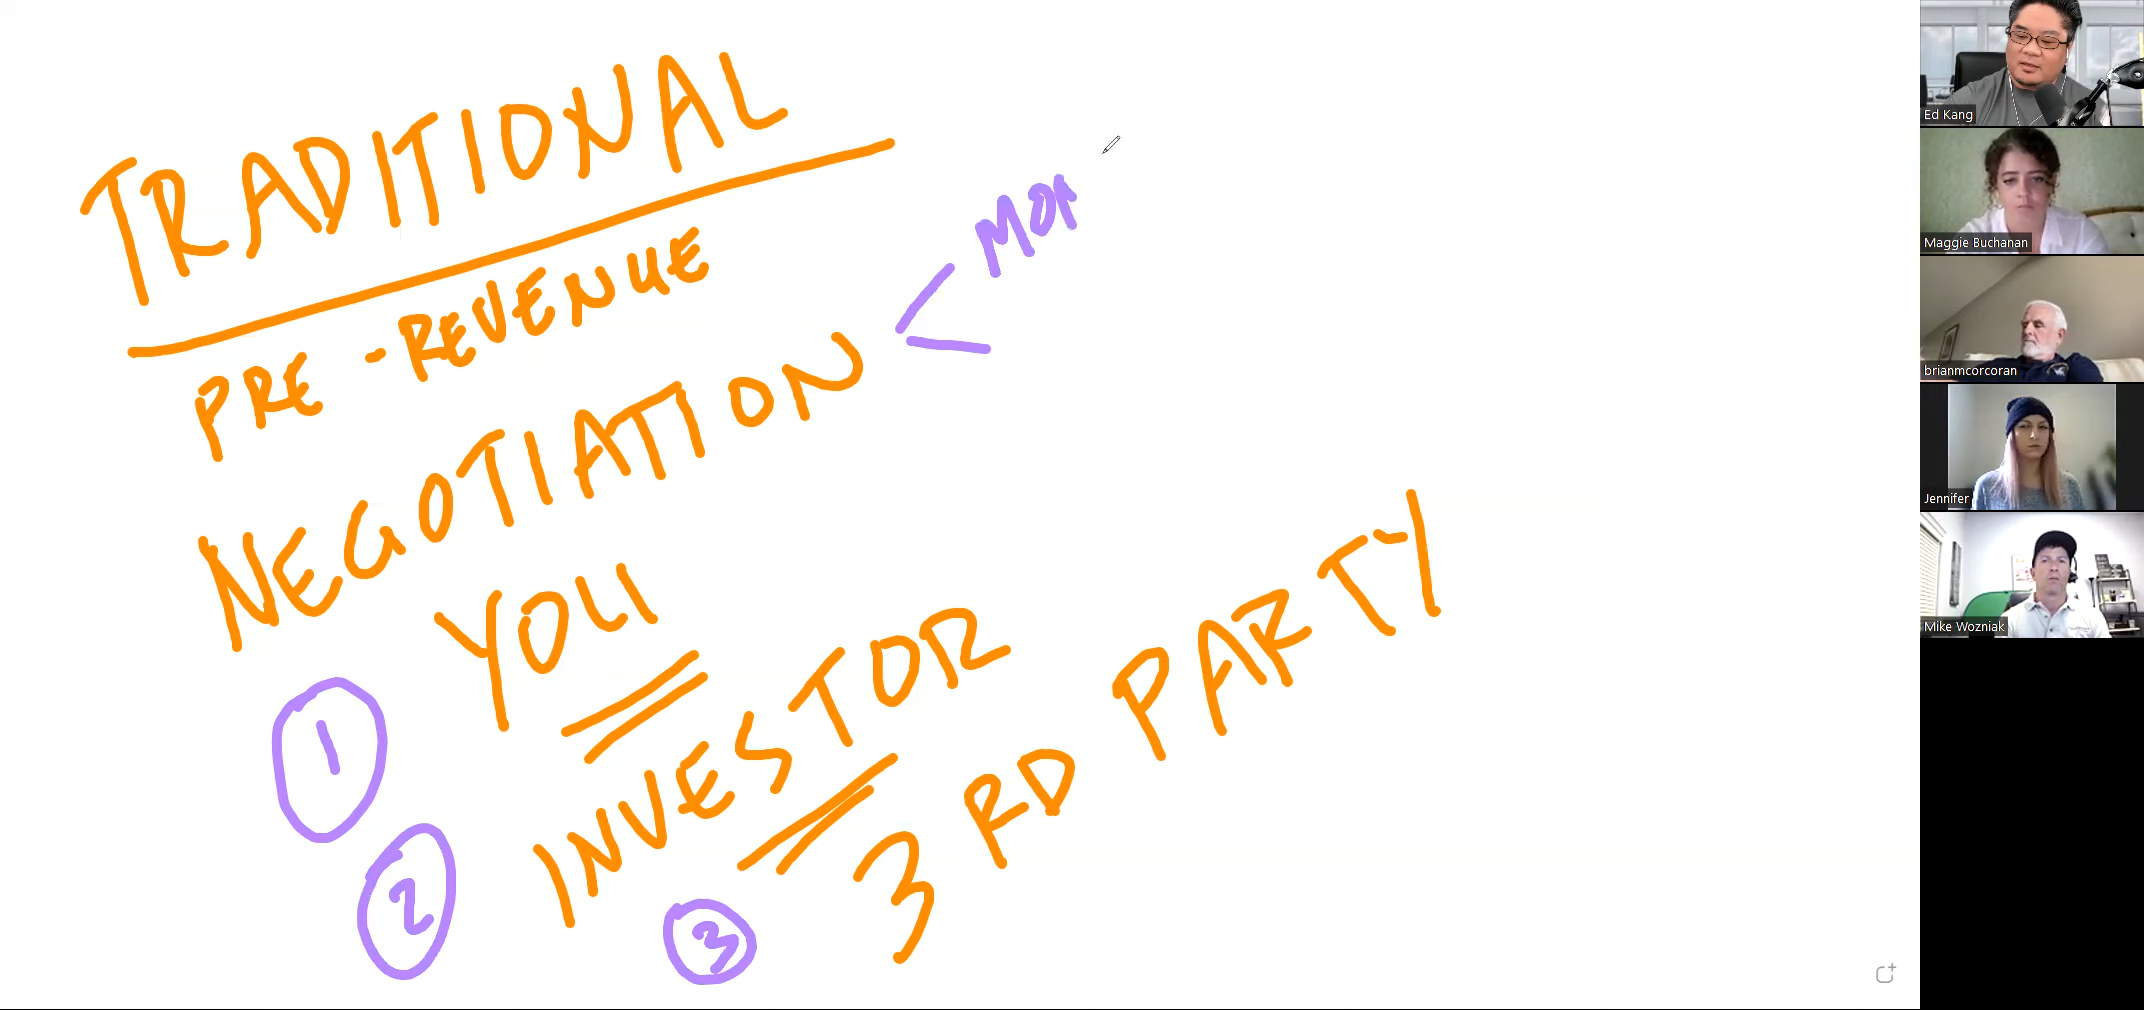 TRADITIONAL
PRE-REVENUE
NEGOTIATION
1 YOU
2 INVESTOR
3 3RD PARTY
Ed Kang
Maggie Buchanan
brianmcorcoran
Jennifer
Mike Wozniak